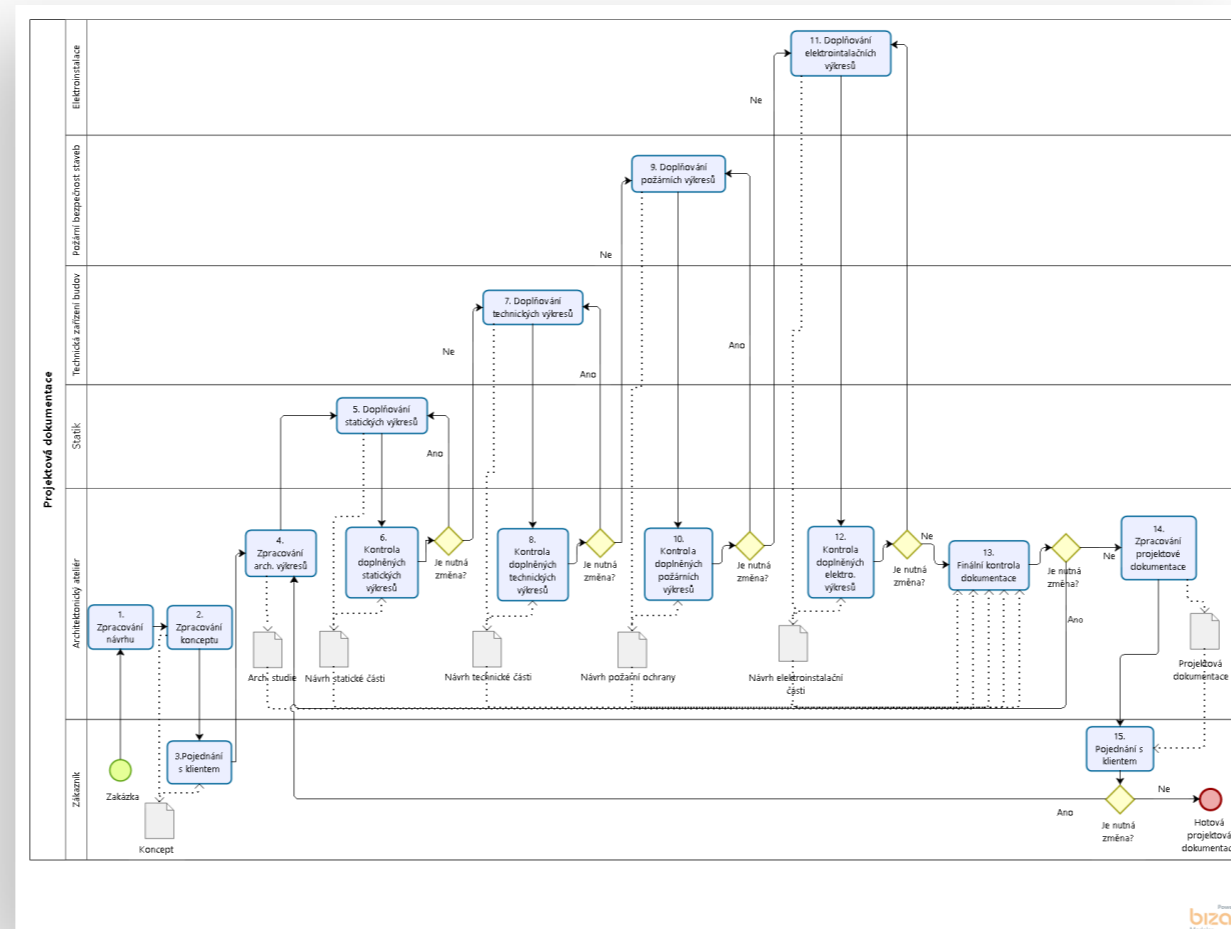 Projektová dokumentace
Elektroinstalace
11. Doplňování
elektrointalačních
výkresů
Ne
Požární bezpečnost staveb
9. Doplňování
požárních výkresů
Ne
Ano
Technická zařízení budov
7. Doplňování
technických výkresů
Ne
Ano
Statik
5. Doplňování
statických výkresů
Ano
Architektonický ateliér
1.
Zpracování
návrhu
2.
Zpracování
konceptu
4.
Zpracování
arch. výkresů
6.
Kontrola
doplněných
statických
výkresů
Je nutná
změna?
8.
Kontrola
doplněných
technických
výkresů
Je nutná
změna?
10.
Kontrola
doplněných
požárních
výkresů
Je nutná
změna?
12.
Kontrola
doplněných
elektro.
výkresů
Je nutná
změna?
Ne
13.
Finální kontrola
dokumentace
Je nutná
změna?
Ne
Ano
14.
Zpracování
projektové
dokumentace
Arch. studie
Návrh statické části
Návrh technické části
Návrh požární ochrany
Návrh elektroinstalační
části
Projektová
dokumentace
Zákazník
Zakázka
3.Pojednání
s klientem
Koncept
15.
Pojednání s
klientem
Je nutná
změna?
Ano
Ne
Hotová
projektová